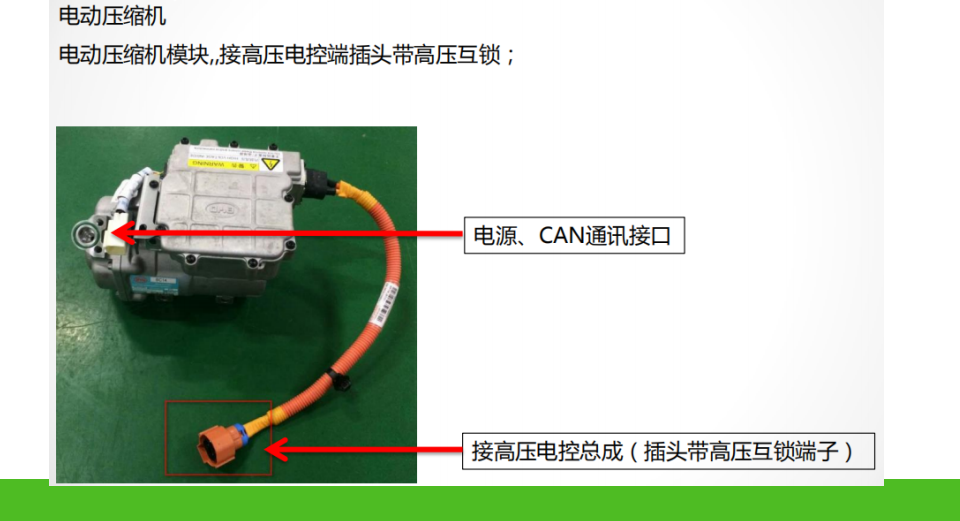 电动压缩机
电动压缩机模块,,接高压电控端插头带高压互锁；
WARNING
电源、CAN通讯接口
接高压电控总成（插头带高压互锁端子）